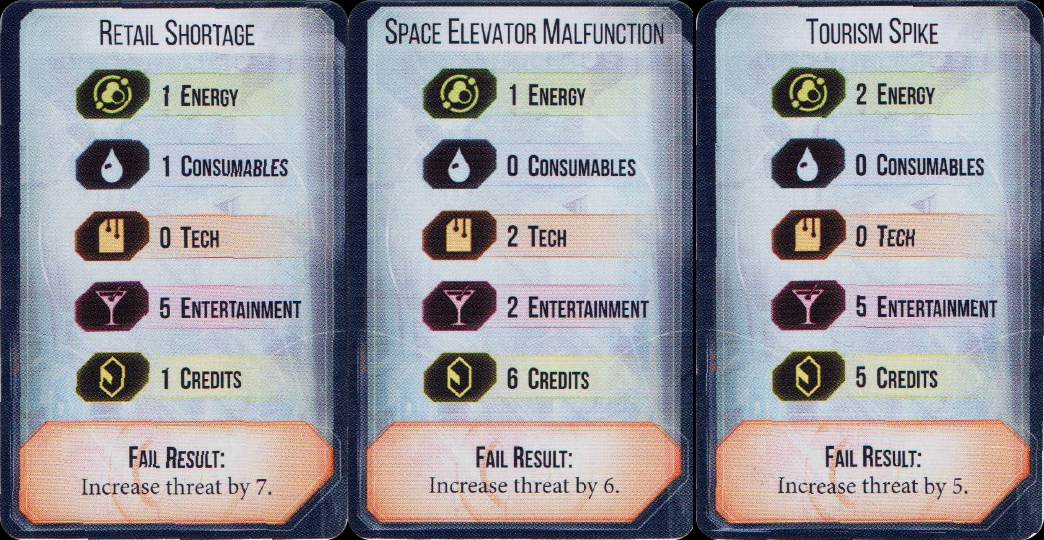 Retail Shortage
1 Energy
1 Consumables
0 Tech
5 Entertainment
1 Credits
Fail Result:
Increase threat by 7.
Space Elevator Malfunction
1 Energy
0 Consumables
2 Tech
2 Entertainment
6 Credits
Fail Result:
Increase threat by 6.
Tourism Spike
2 Energy
0 Consumables
0 Tech
5 Entertainment
5 Credits
Fail Result:
Increase threat by 5.